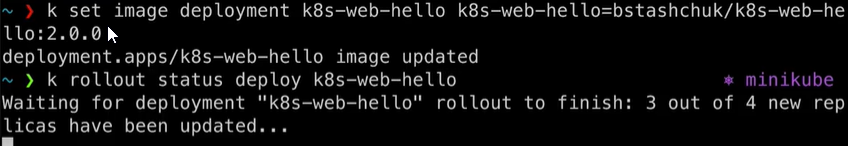 ~ ❯ k set image deployment k8s-web-hello k8s-web-hello=bstashchuk/k8s-web-he
llo:2.0.0
deployment.apps/k8s-web-hello image updated
~ ❯ k rollout status deploy k8s-web-hello ⎈ minikube
Waiting for deployment "k8s-web-hello" rollout to finish: 3 out of 4 new rep
licas have been updated...